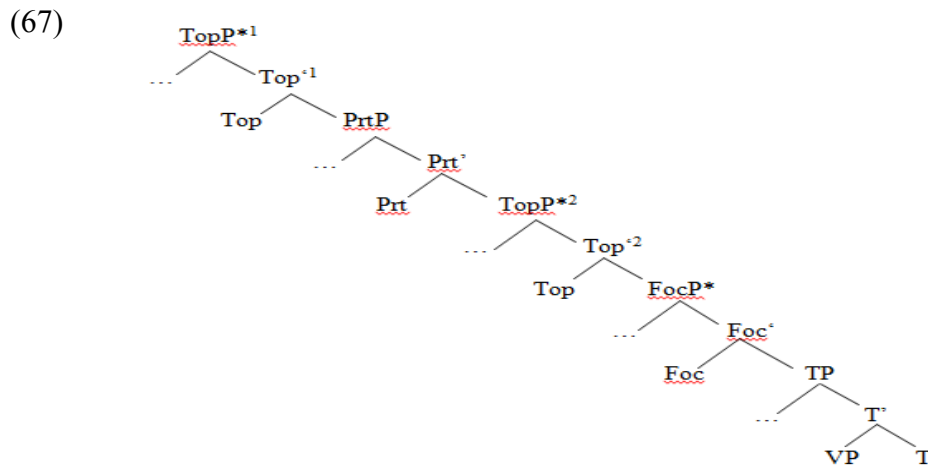 (67)
TopP*1
... Top‘1
Top PrtP
... Prt’
Prt TopP*2
... Top‘2
Top FocP*
... Foc‘
Foc TP
... T’
VP T